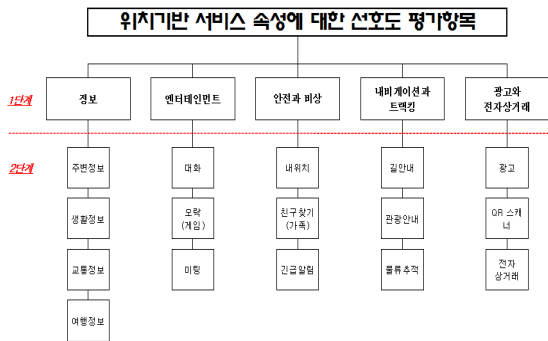 위치기반 서비스 속성에 대한 선호도 평가항목
1단계
정보
엔터테인먼트
안전과 비상
내비게이션과
트랙킹
광고와
전자상거래
2단계
주변정보
대화
내위치
길안내
광고
생활정보
오락
(게임)
친구찾기
(가족)
관광안내
QR 스캐
너
교통정보
미팅
긴급알림
물류추적
전자
상거래
여행정보